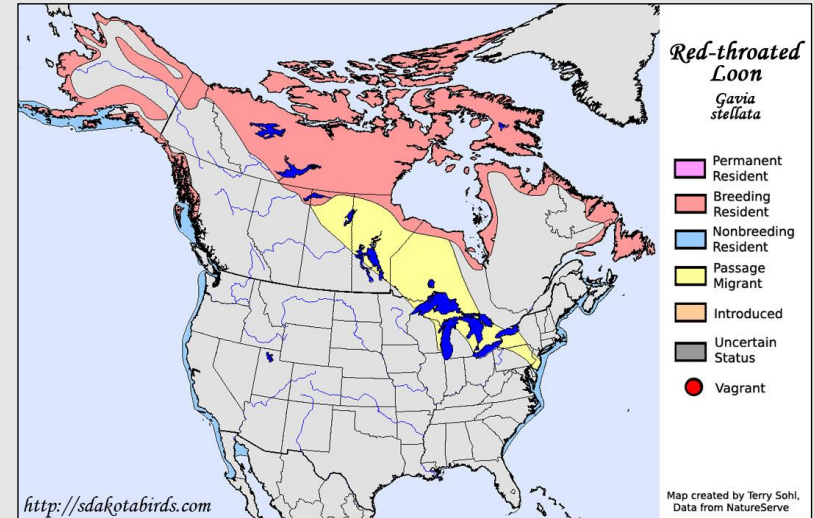 Red-throated
Loon
Gavia
stellata
Permanent
Resident
Breeding
Resident
Nonbreeding
Resident
Passage
Migrant
Introduced
Uncertain
Status
Vagrant
http://sdakotabirds.com
Map created by Terry Sohl,
Data from NatureServe